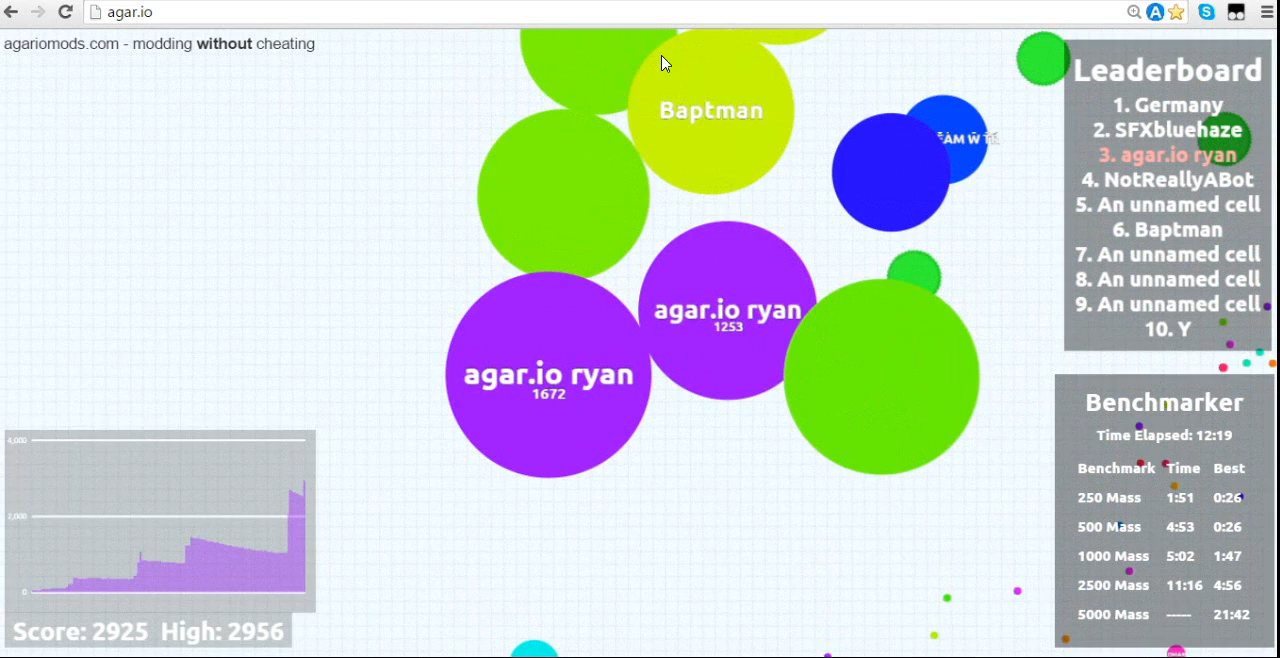 agar.io
agariomods.com - modding without cheating
Baptman
agar.io ryan
1253
agar.io ryan
1672
Leaderboard
1. Germany
2. SFXbluehaze
3. agar.io ryan
4. NotReallyABot
5. An unnamed cell
6. Baptman
7. An unnamed cell
8. An unnamed cell
9. An unnamed cell
10. Y
Benchmarker
Time Elapsed: 12:19
Benchmark Time Best
250 Mass 1:51 0:26
500 Mass 4:53 0:26
1000 Mass 5:02 1:47
2500 Mass 11:16 4:56
5000 Mass ----- 21:42
4,000
2,000
0
Score: 2925 High: 2956